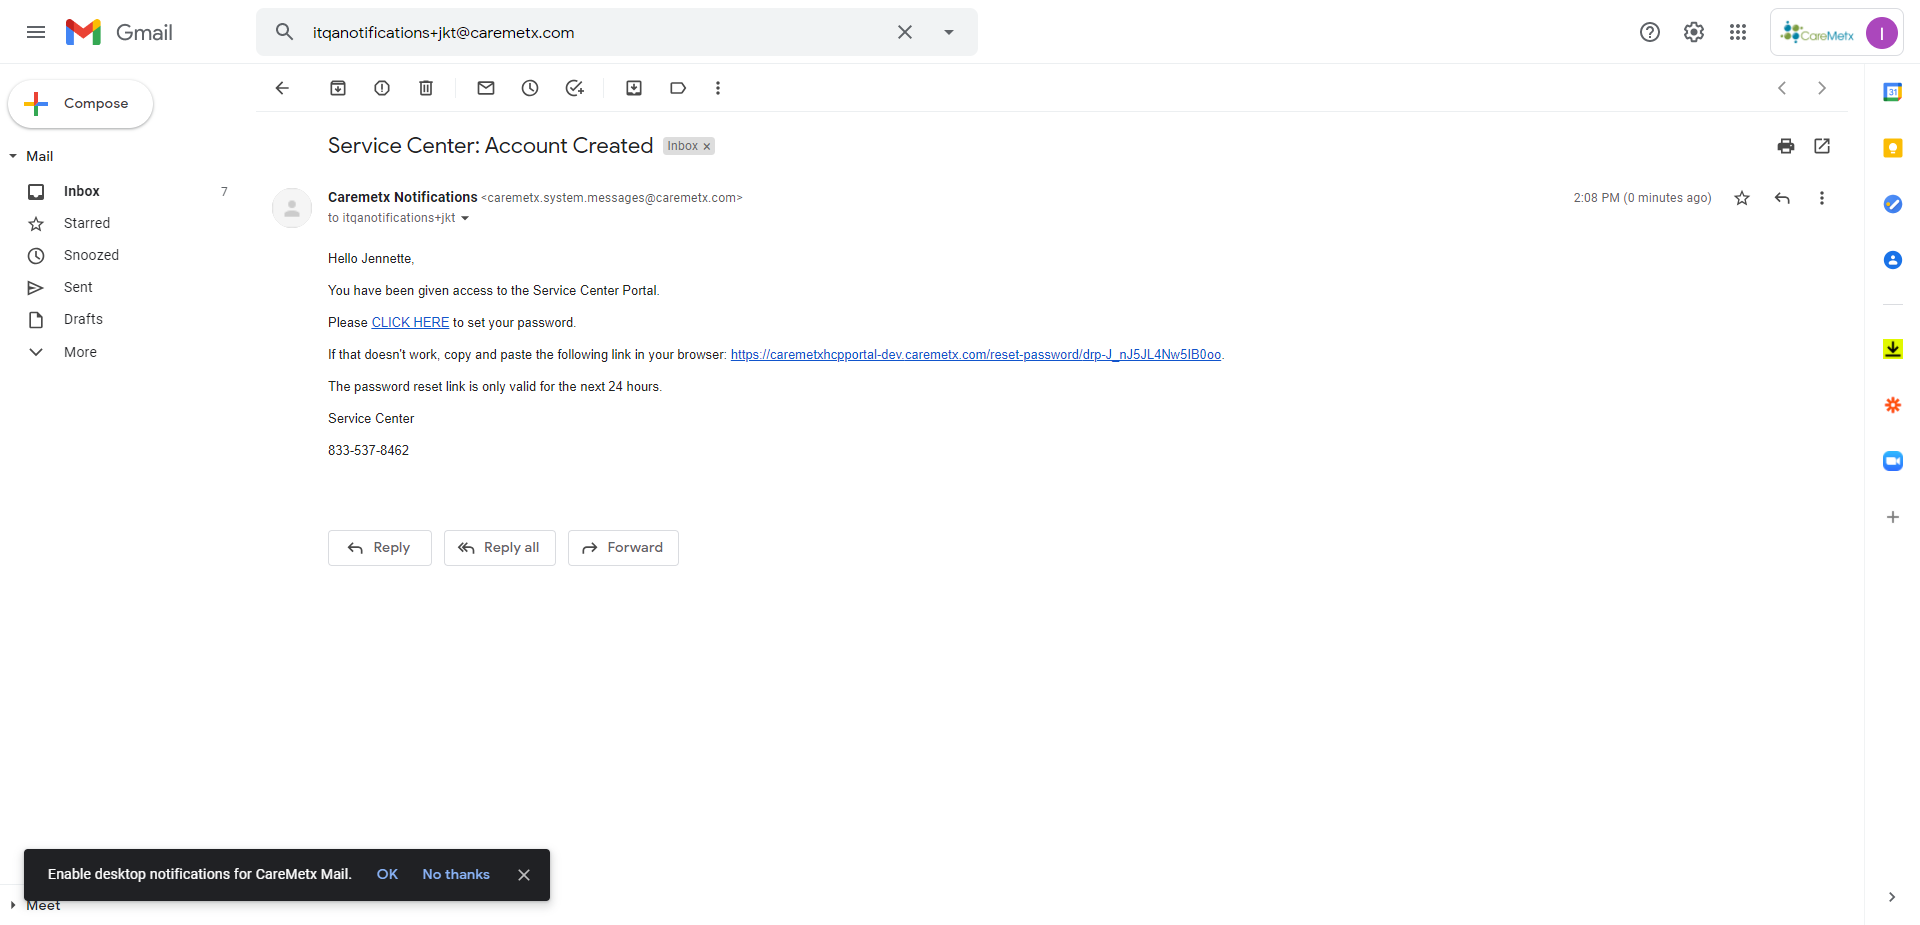 Gmail
itqanotifications+jkt@caremetx.com
CareMetx
I
Compose
Mail
Inbox 7
Starred
Snoozed
Sent
Drafts
More
Service Center: Account Created Inbox ×
Caremetx Notifications <caremetx.system.messages@caremetx.com>
2:08 PM (0 minutes ago)
to itqanotifications+jkt
Hello Jennette,
You have been given access to the Service Center Portal.
Please CLICK HERE to set your password.
If that doesn't work, copy and paste the following link in your browser: https://caremetxhcpportal-dev.caremetx.com/reset-password/drp-J_nJ5JL4Nw5IB0oo.
The password reset link is only valid for the next 24 hours.
Service Center
833-537-8462
Reply Reply all Forward
31
Enable desktop notifications for CareMetx Mail. OK No thanks
Meet